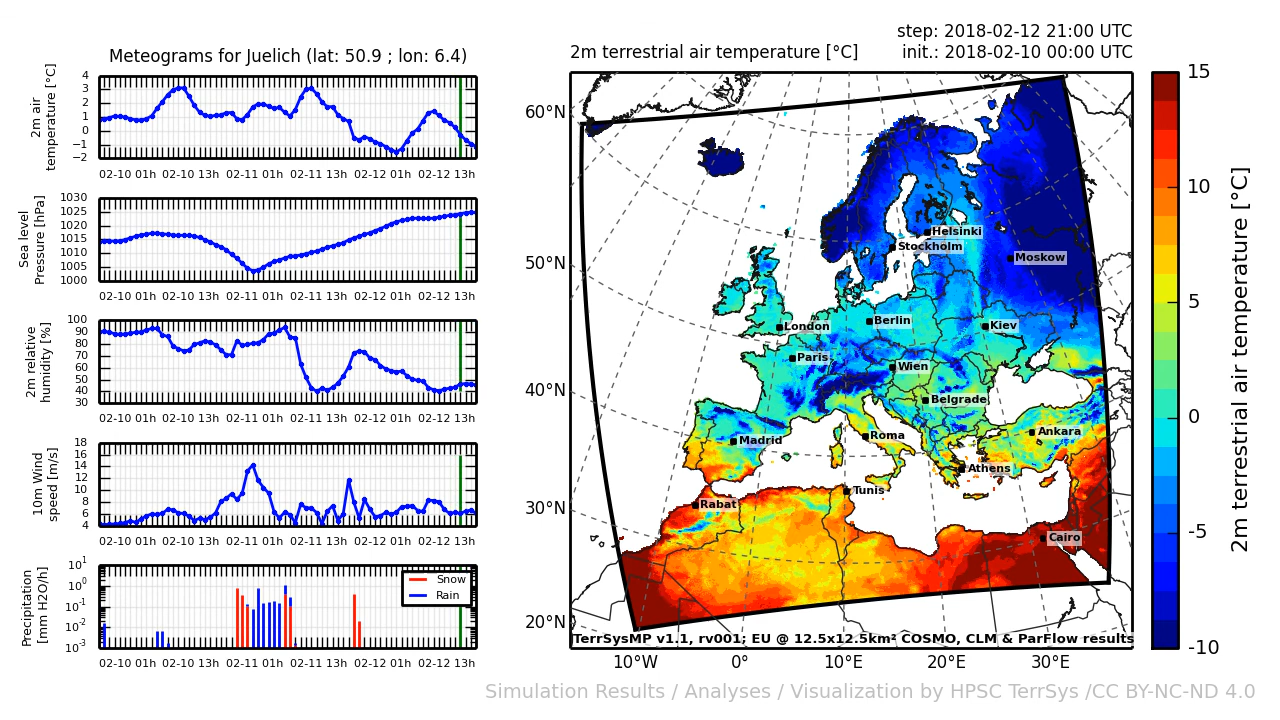 step: 2018-02-12 21:00 UTC
Meteograms for Juelich (lat: 50.9 ; lon: 6.4)
2m terrestrial air temperature [°C]
init.: 2018-02-10 00:00 UTC
2m air
temperature [°C]
4
3
2
1
0
−1
−2
02-10 01h 02-10 13h 02-11 01h 02-11 13h 02-12 01h 02-12 13h
Sea level
Pressure [hPa]
1030
1025
1020
1015
1010
1005
1000
02-10 01h 02-10 13h 02-11 01h 02-11 13h 02-12 01h 02-12 13h
2m relative
humidity [%]
100
90
80
70
60
50
40
30
02-10 01h 02-10 13h 02-11 01h 02-11 13h 02-12 01h 02-12 13h
10m Wind
speed [m/s]
18
16
14
12
10
8
6
4
02-10 01h 02-10 13h 02-11 01h 02-11 13h 02-12 01h 02-12 13h
Precipitation
[mm H2O/h]
10^1
10^0
10^-1
10^-2
10^-3
Snow
Rain
02-10 01h 02-10 13h 02-11 01h 02-11 13h 02-12 01h 02-12 13h
60°N
50°N
40°N
30°N
20°N
Helsinki
Stockholm
Moskow
London
Berlin
Kiev
Paris
Wien
Belgrade
Madrid
Roma
Ankara
Athens
Tunis
Rabat
Cairo
TerrSysMP v1.1, rv001; EU @ 12.5x12.5km² COSMO, CLM & ParFlow results
10°W 0° 10°E 20°E 30°E
15
10
5
0
-5
-10
2m terrestrial air temperature [°C]
Simulation Results / Analyses / Visualization by HPSC TerrSys /CC BY-NC-ND 4.0